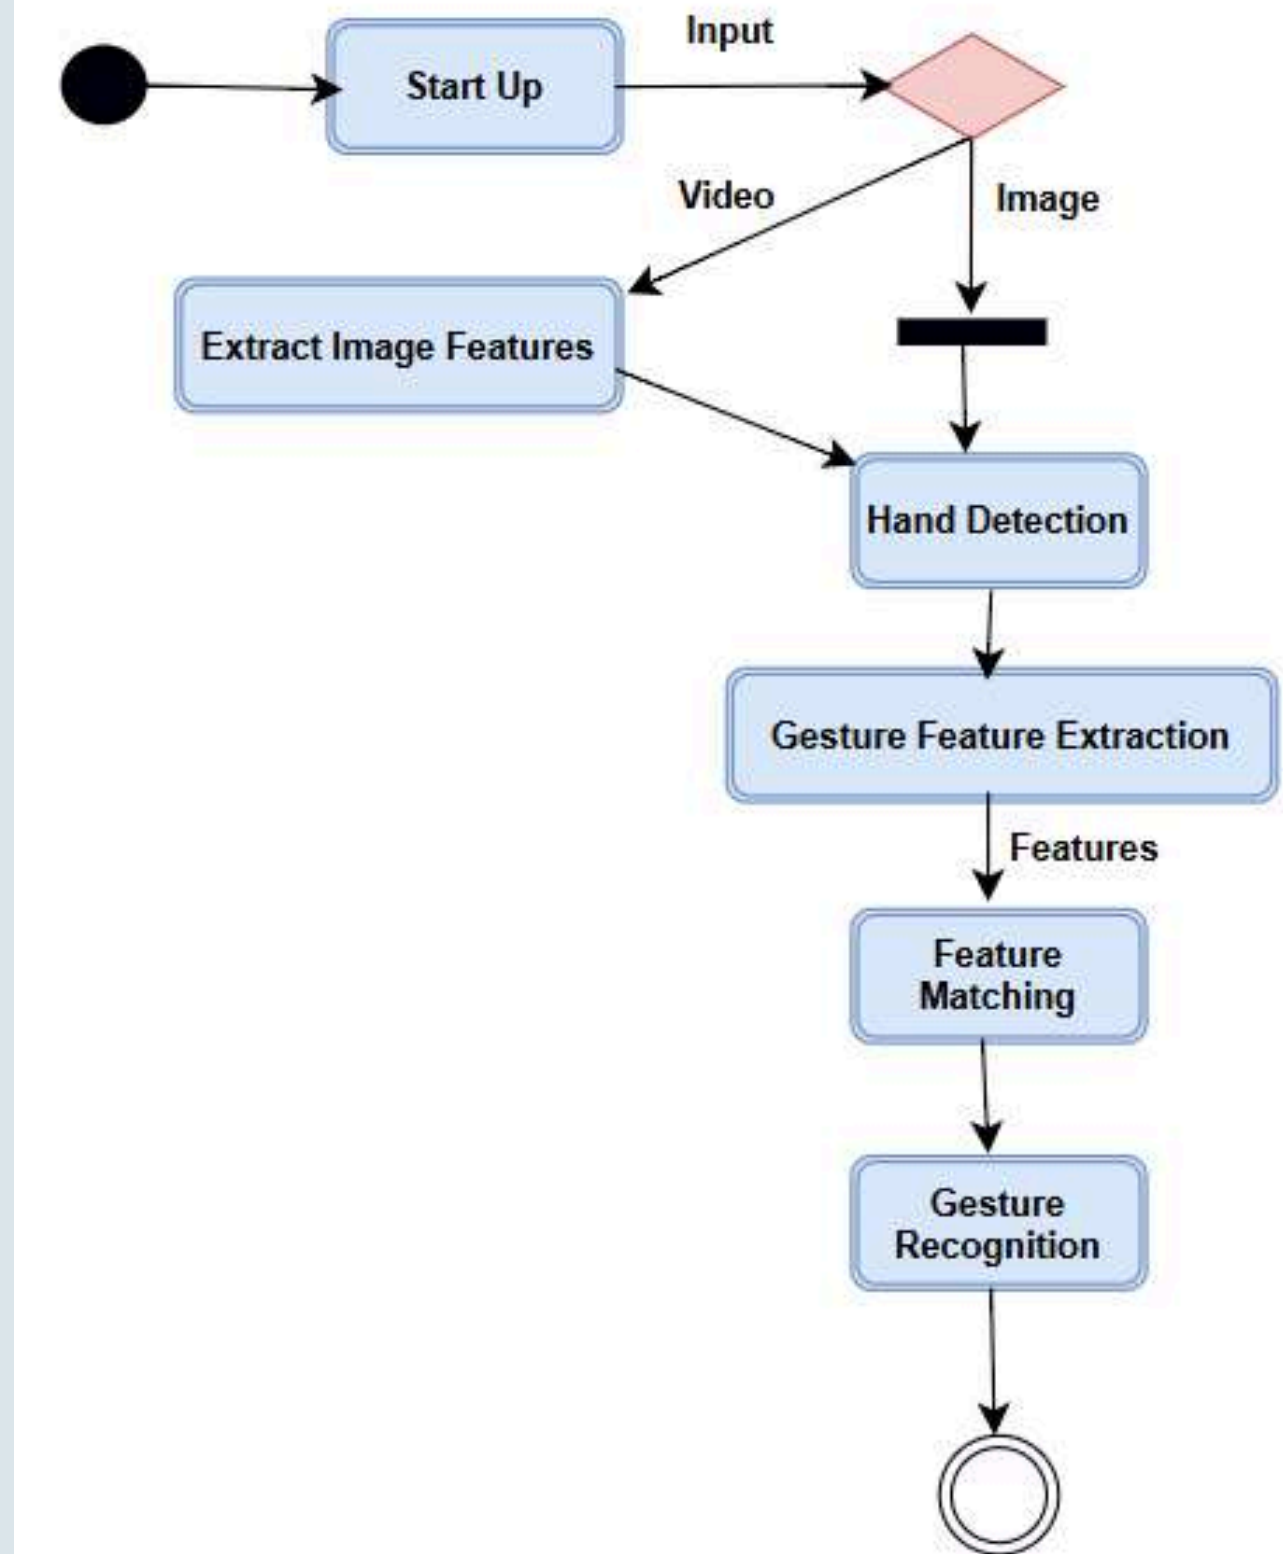 Input
Start Up
Video
Image
Extract Image Features
Hand Detection
Gesture Feature Extraction
Features
Feature
Matching
Gesture
Recognition